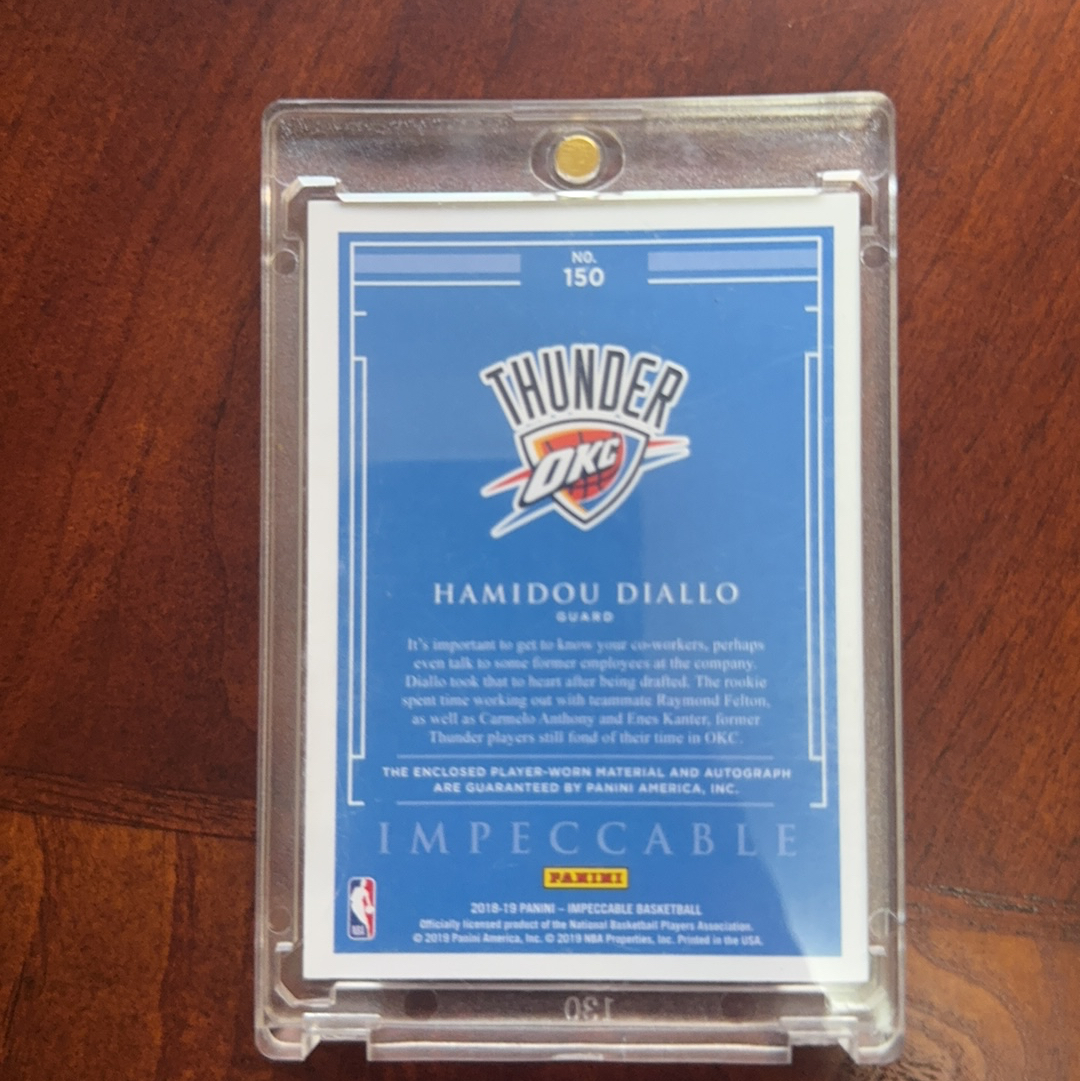 NO.
150
THUNDER
OKC
HAMIDOU DIALLO
GUARD
It's important to get to know your co-workers, perhaps
even talk to some former employees at the company.
Diallo took that to heart after being drafted. The rookie
spent time working out with teammate Raymond Felton,
as well as Carmelo Anthony and Enes Kanter, former
Thunder players still fond of their time in OKC.
THE ENCLOSED PLAYER-WORN MATERIAL AND AUTOGRAPH
ARE GUARANTEED BY PANINI AMERICA, INC.
IMPECCABLE
PANINI
NBA
2018-19 PANINI – IMPECCABLE BASKETBALL
Officially licensed product of the National Basketball Players Association.
© 2019 Panini America, Inc. © 2019 NBA Properties, Inc. Printed in the USA.
130